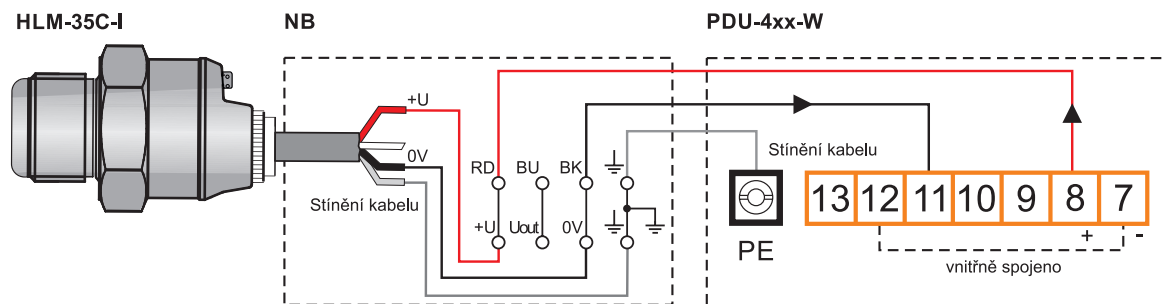 HLM-35C-I
NB
PDU-4xx-W
+U
0V
Stínění kabelu
RD BU BK
+U Uout 0V
Stínění kabelu
PE
13 12 11 10 9 8 7
+ -
vnitřně spojeno